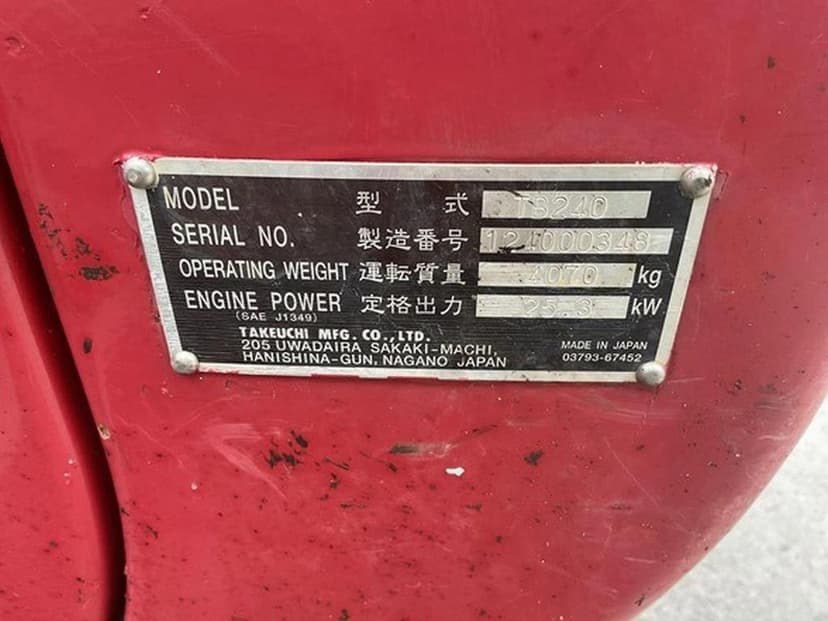 MODEL 型 式 TB240
SERIAL NO. 製造番号 124000348
OPERATING WEIGHT 運転質量 4070 kg
ENGINE POWER 定格出力 25.3 kW
(SAE J1349)
TAKEUCHI MFG. CO.,LTD.
205 UWADAIRA SAKAKI-MACHI,
HANISHINA-GUN, NAGANO JAPAN
MADE IN JAPAN
03793-67452